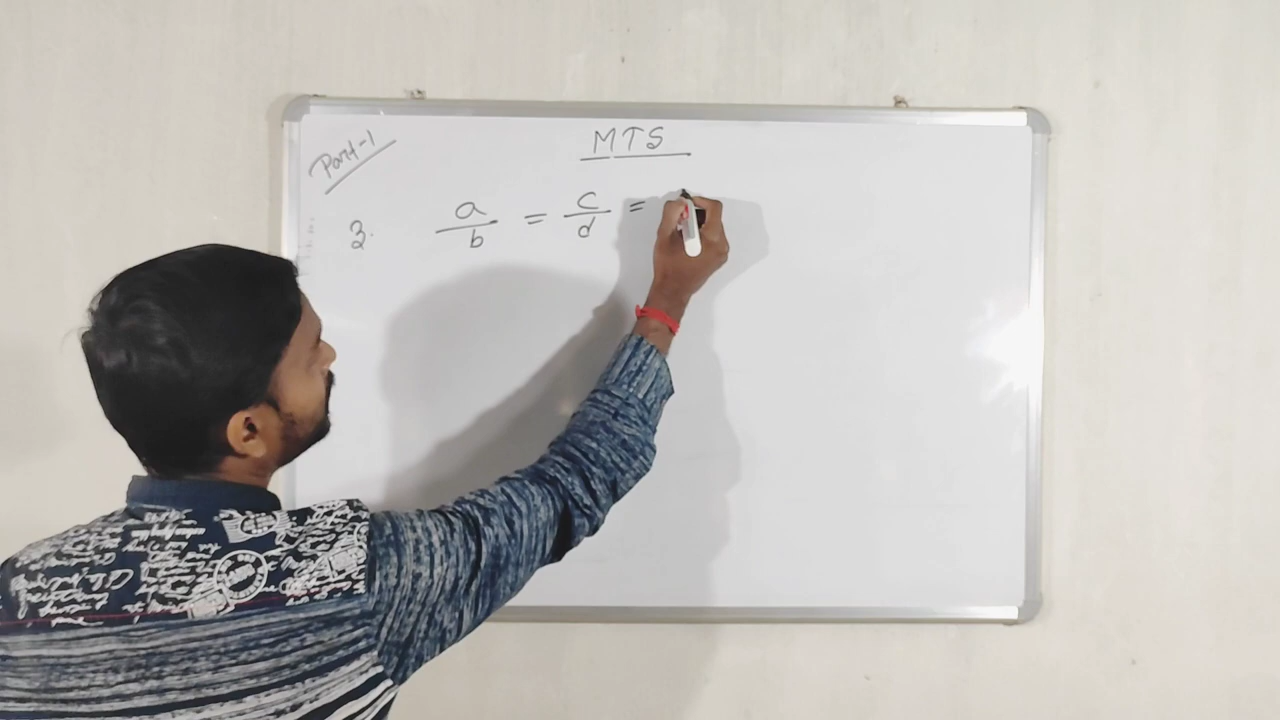 Part-1
MTS
3. a/b = c/d =